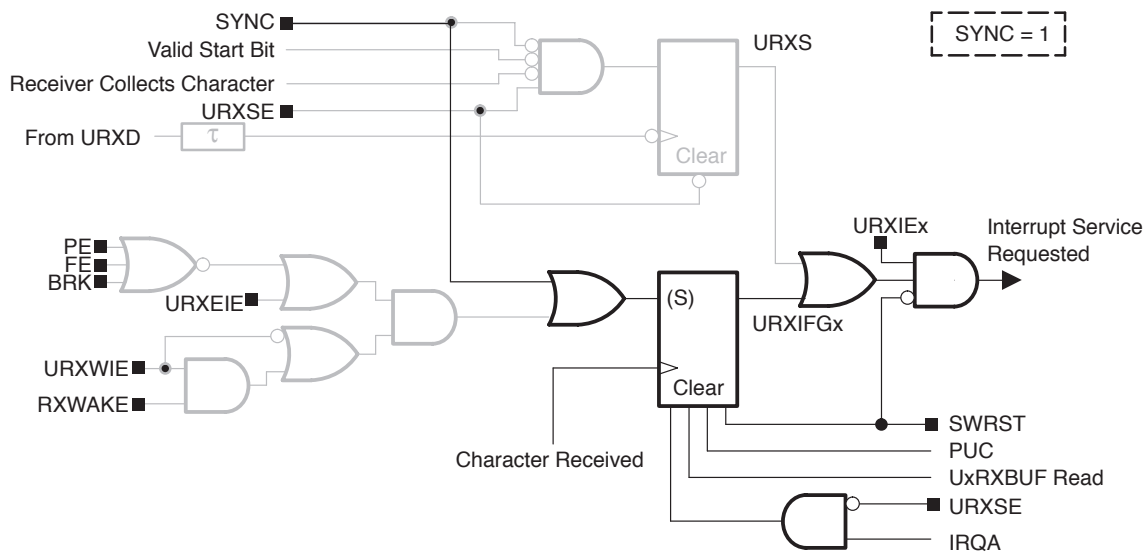 SYNC
SYNC = 1
Valid Start Bit
URXS
Receiver Collects Character
URXSE
From URXD
τ
Clear
PE
FE
BRK
URXEIE
URXWIE
RXWAKE
(S)
Clear
URXIFGx
URXIEx
Interrupt Service
Requested
Character Received
SWRST
PUC
UxRXBUF Read
URXSE
IRQA